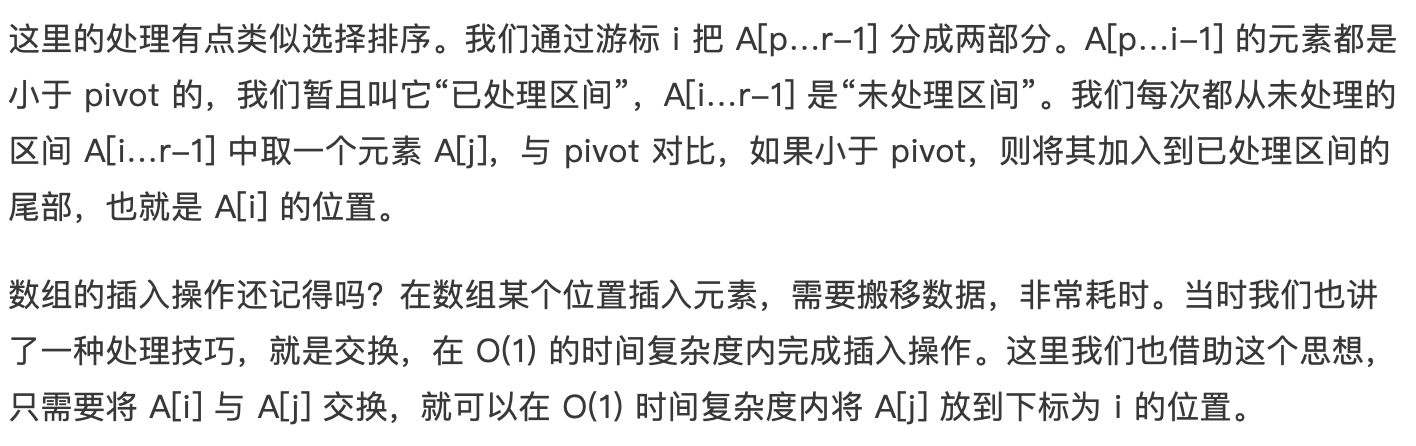 这里的处理有点类似选择排序。我们通过游标 i 把 A[p…r–1] 分成两部分。A[p…i–1] 的元素都是
小于 pivot 的，我们暂且叫它“已处理区间”，A[i…r–1] 是“未处理区间”。我们每次都从未处理的
区间 A[i…r–1] 中取一个元素 A[j]，与 pivot 对比，如果小于 pivot，则将其加入到已处理区间的
尾部，也就是 A[i] 的位置。
数组的插入操作还记得吗？在数组某个位置插入元素，需要搬移数据，非常耗时。当时我们也讲
了一种处理技巧，就是交换，在 O(1) 的时间复杂度内完成插入操作。这里我们也借助这个思想，
只需要将 A[i] 与 A[j] 交换，就可以在 O(1) 时间复杂度内将 A[j] 放到下标为 i 的位置。